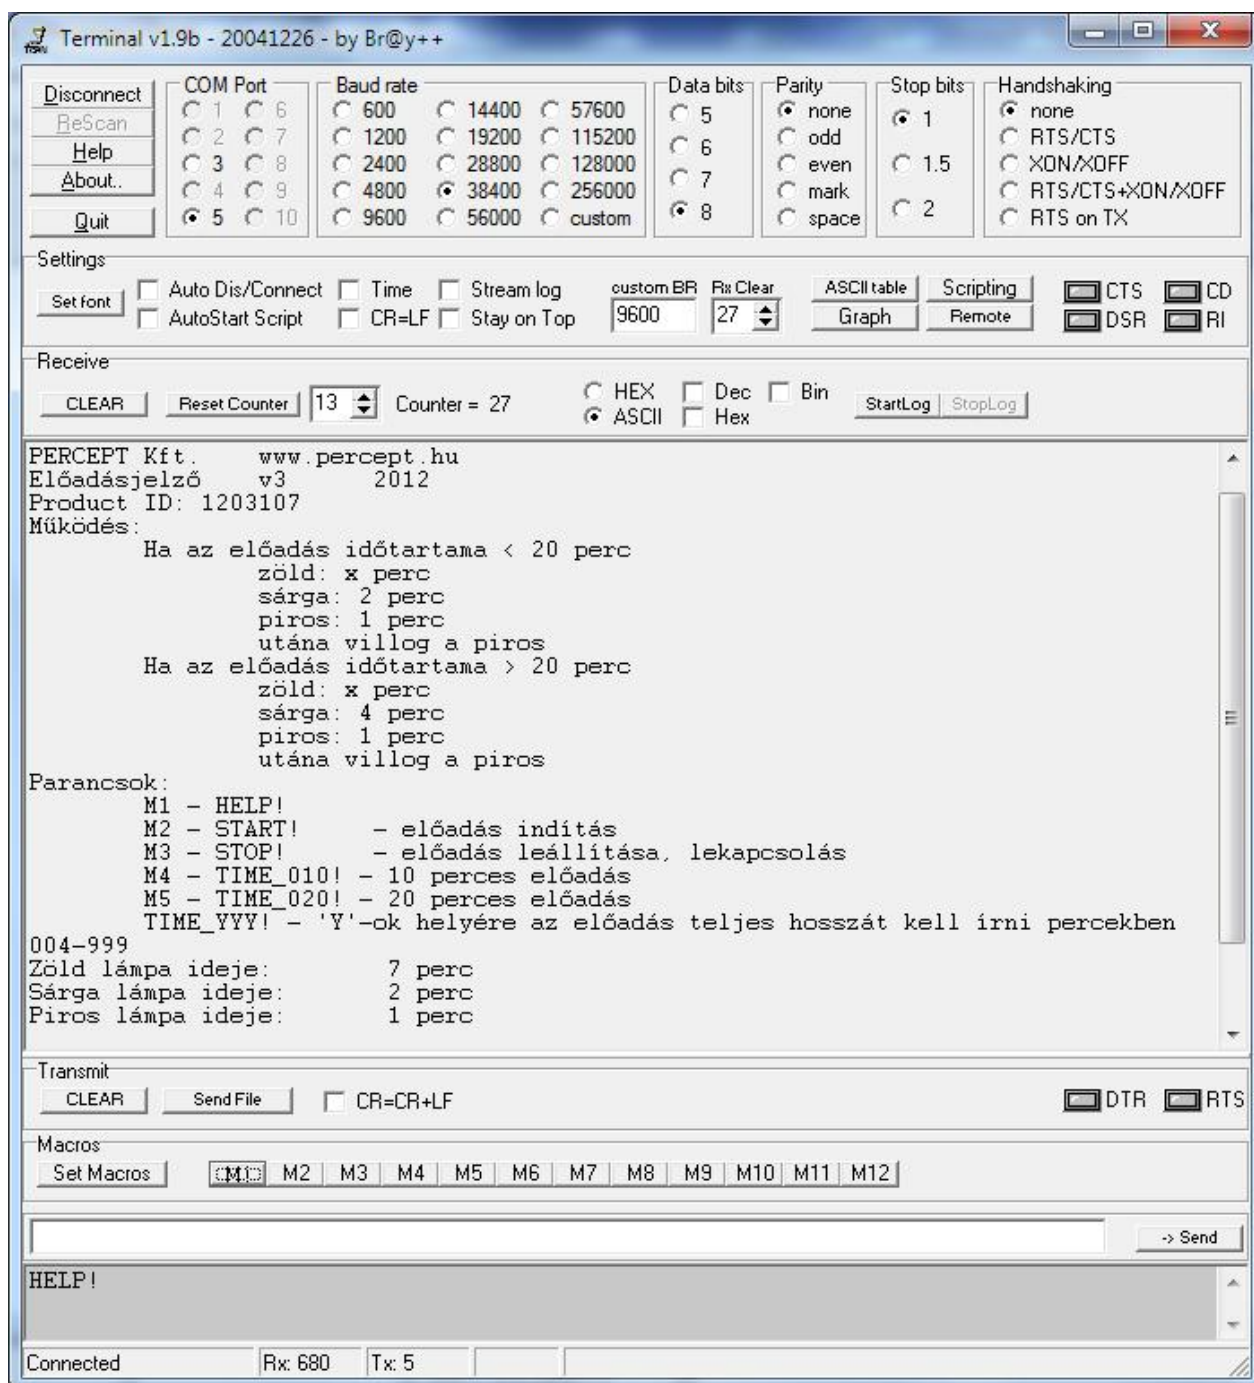 Terminal v1.9b - 20041226 - by Br@y++
Disconnect
ReScan
Help
About..
Quit
COM Port
1 6
2 7
3 8
4 9
5 10
Baud rate
600 14400 57600
1200 19200 115200
2400 28800 128000
4800 38400 256000
9600 56000 custom
Data bits
5
6
7
8
Parity
none
odd
even
mark
space
Stop bits
1
1.5
2
Handshaking
none
RTS/CTS
XON/XOFF
RTS/CTS+XON/XOFF
RTS on TX
Settings
Set font
Auto Dis/Connect Time Stream log
AutoStart Script CR=LF Stay on Top
custom BR Rx Clear
9600 27
ASCII table Scripting
Graph Remote
CTS CD
DSR RI
Receive
CLEAR Reset Counter 13 Counter = 27
HEX Dec Bin
ASCII Hex
StartLog StopLog
PERCEPT Kft. www.percept.hu
Előadásjelző v3 2012
Product ID: 1203107
Működés:
Ha az előadás időtartama < 20 perc
zöld: x perc
sárga: 2 perc
piros: 1 perc
utána villog a piros
Ha az előadás időtartama > 20 perc
zöld: x perc
sárga: 4 perc
piros: 1 perc
utána villog a piros
Parancsok:
M1 - HELP!
M2 - START! - előadás indítás
M3 - STOP! - előadás leállítása, lekapcsolás
M4 - TIME_010! - 10 perces előadás
M5 - TIME_020! - 20 perces előadás
TIME_YYY! - 'Y'-ok helyére az előadás teljes hosszát kell írni percekben
004-999
Zöld lámpa ideje: 7 perc
Sárga lámpa ideje: 2 perc
Piros lámpa ideje: 1 perc
Transmit
CLEAR Send File CR=CR+LF DTR RTS
Macros
Set Macros M1 M2 M3 M4 M5 M6 M7 M8 M9 M10 M11 M12
-> Send
HELP!
Connected Rx: 680 Tx: 5